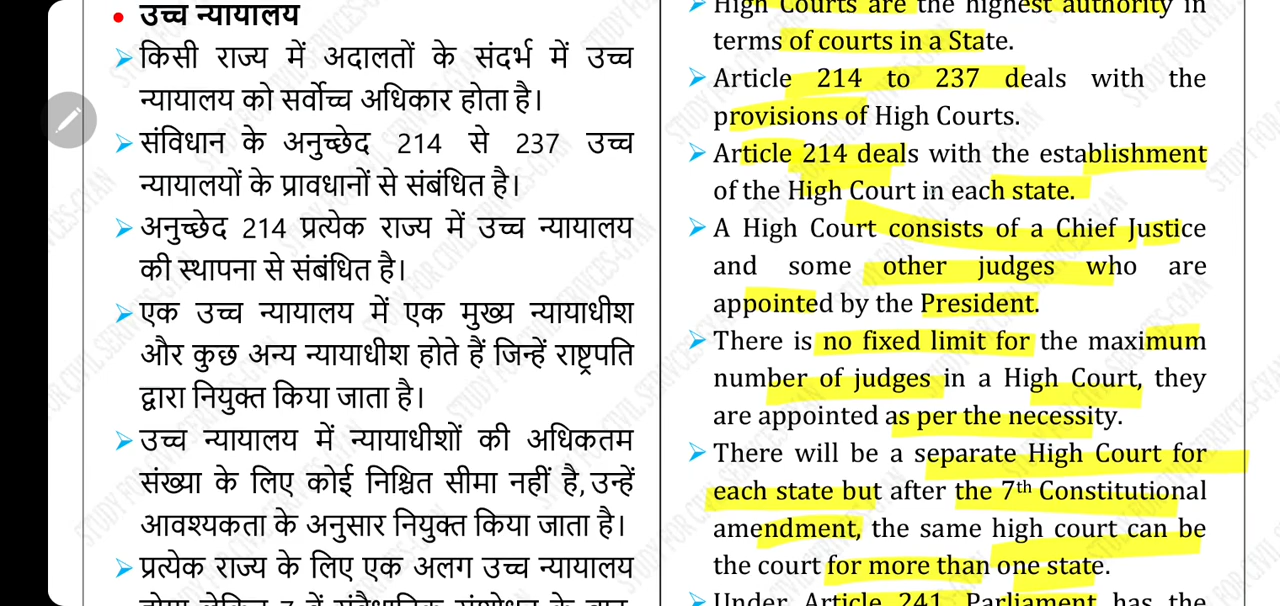 उच्च न्यायालय
किसी राज्य में अदालतों के संदर्भ में उच्च
न्यायालय को सर्वोच्च अधिकार होता है।
संविधान के अनुच्छेद 214 से 237 उच्च
न्यायालयों के प्रावधानों से संबंधित है।
अनुच्छेद 214 प्रत्येक राज्य में उच्च न्यायालय
की स्थापना से संबंधित है।
एक उच्च न्यायालय में एक मुख्य न्यायाधीश
और कुछ अन्य न्यायाधीश होते हैं जिन्हें राष्ट्रपति
द्वारा नियुक्त किया जाता है।
उच्च न्यायालय में न्यायाधीशों की अधिकतम
संख्या के लिए कोई निश्चित सीमा नहीं है, उन्हें
आवश्यकता के अनुसार नियुक्त किया जाता है।
प्रत्येक राज्य के लिए एक अलग उच्च न्यायालय
होगा लेकिन 7 वें संवैधानिक संशोधन के बाद
High Courts are the highest authority in
terms of courts in a State.
Article 214 to 237 deals with the
provisions of High Courts.
Article 214 deals with the establishment
of the High Court in each state.
A High Court consists of a Chief Justice
and some other judges who are
appointed by the President.
There is no fixed limit for the maximum
number of judges in a High Court, they
are appointed as per the necessity.
There will be a separate High Court for
each state but after the 7th Constitutional
amendment, the same high court can be
the court for more than one state.
Under Article 241, Parliament has the
STUDY FOR CIVIL SERVICES-GYAN